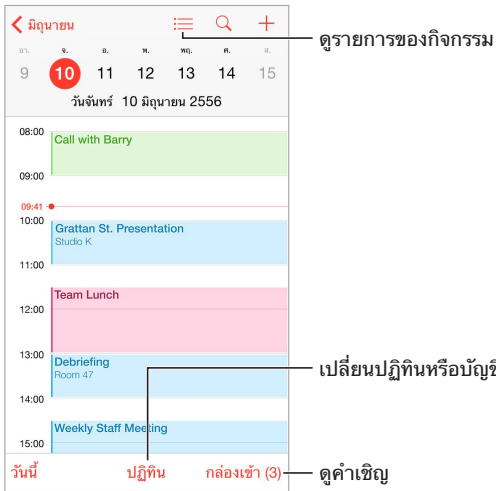 มิถุนายน
ดูรายการของกิจกรรม
อา. จ. อ. พ. พฤ. ศ. ส.
9 10 11 12 13 14 15
วันจันทร์ 10 มิถุนายน 2556
08:00
Call with Barry
09:00
09:41
10:00
Grattan St. Presentation
Studio K
11:00
Team Lunch
12:00
13:00
Debriefing
Room 47
เปลี่ยนปฏิทินหรือบัญชี
14:00
Weekly Staff Meeting
15:00
วันนี้ ปฏิทิน กล่องเข้า (3)
ดูคำเชิญ